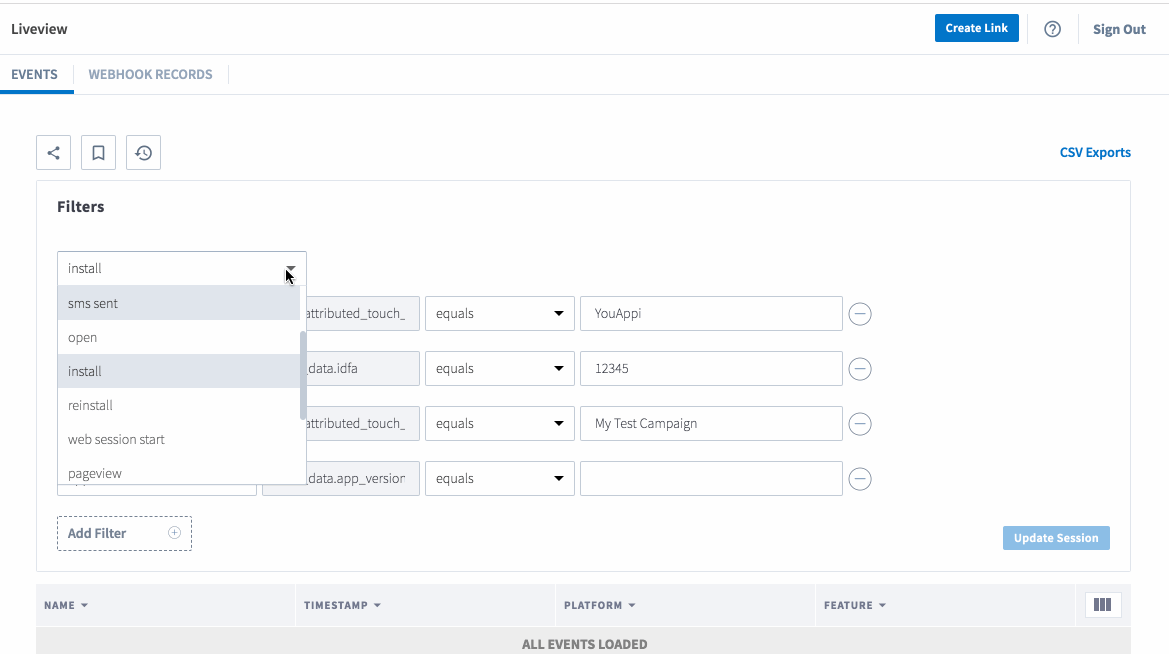 Liveview
Create Link
Sign Out
EVENTS
WEBHOOK RECORDS
CSV Exports
Filters
install
sms sent
open
install
reinstall
web session start
pageview
attributed_touch_ equals YouAppi
_data.idfa equals 12345
attributed_touch_ equals My Test Campaign
_data.app_version equals
Add Filter
Update Session
NAME TIMESTAMP PLATFORM FEATURE
ALL EVENTS LOADED